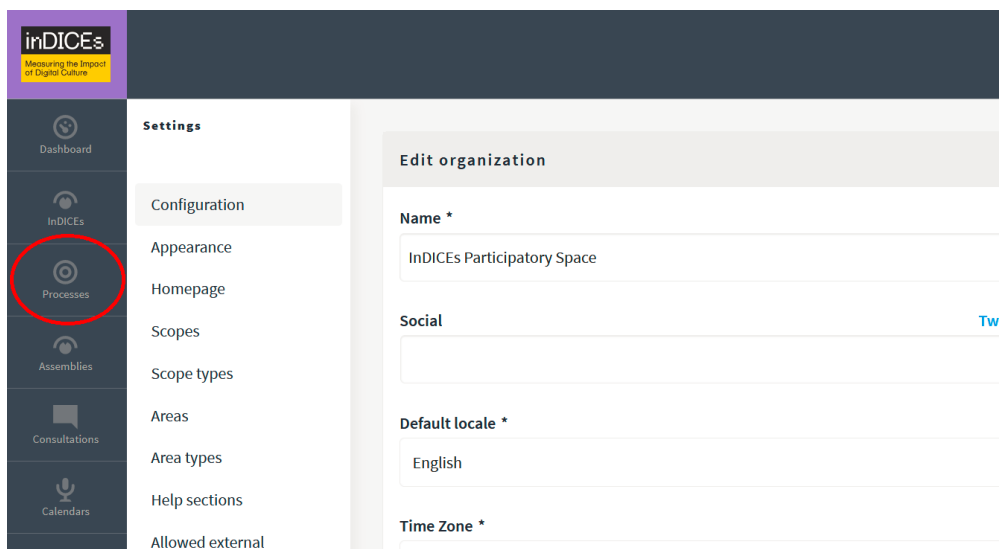 inDICEs
Measuring the Impact
of Digital Culture
Dashboard
InDICEs
Processes
Assemblies
Consultations
Calendars
Settings
Configuration
Appearance
Homepage
Scopes
Scope types
Areas
Area types
Help sections
Allowed external
Edit organization
Name *
InDICEs Participatory Space
Social
Tw
Default locale *
English
Time Zone *